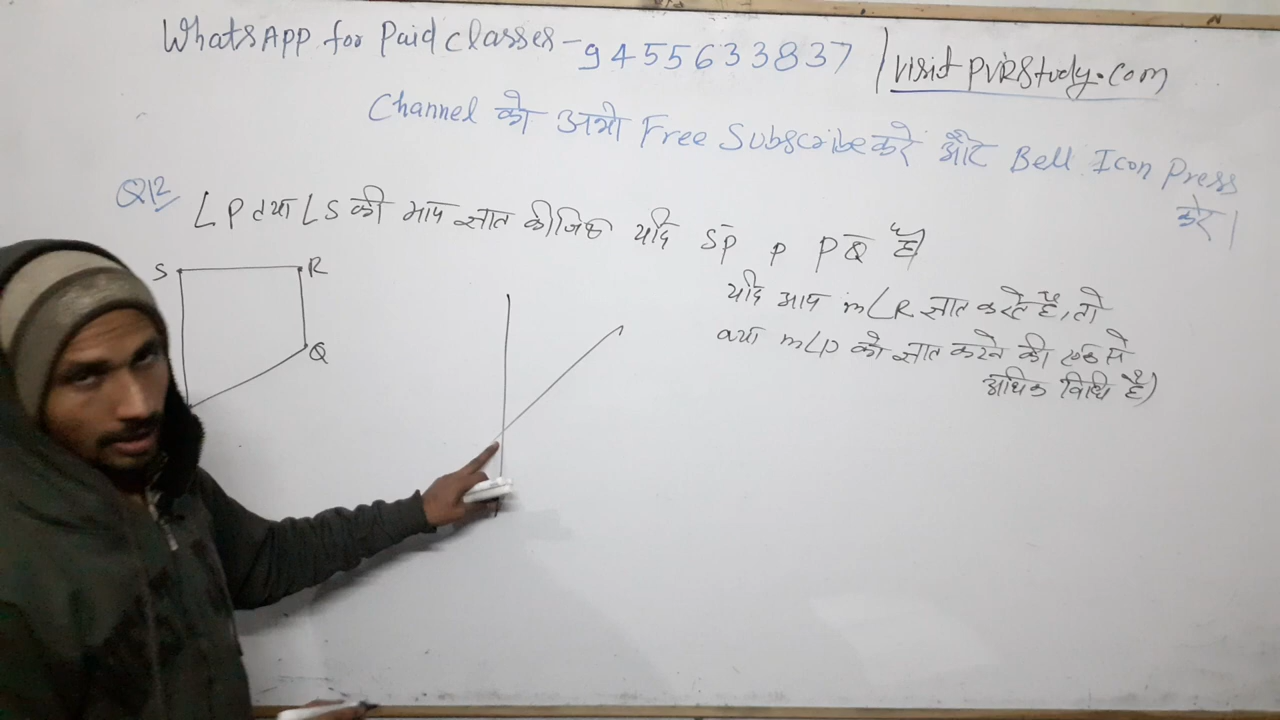 WhatsApp for Paid classes - 9455633837 / visit pvrstudy.com
Channel को अभी Free Subscribe करे और Bell Icon Press
करे |
Q12 ∠P तथा ∠S की माप ज्ञात कीजिए यदि SP P PQ है
यदि आप m∠R ज्ञात करते हैं, तो
क्या m∠P को ज्ञात करने की एक से
अधिक विधि है)
S R
Q